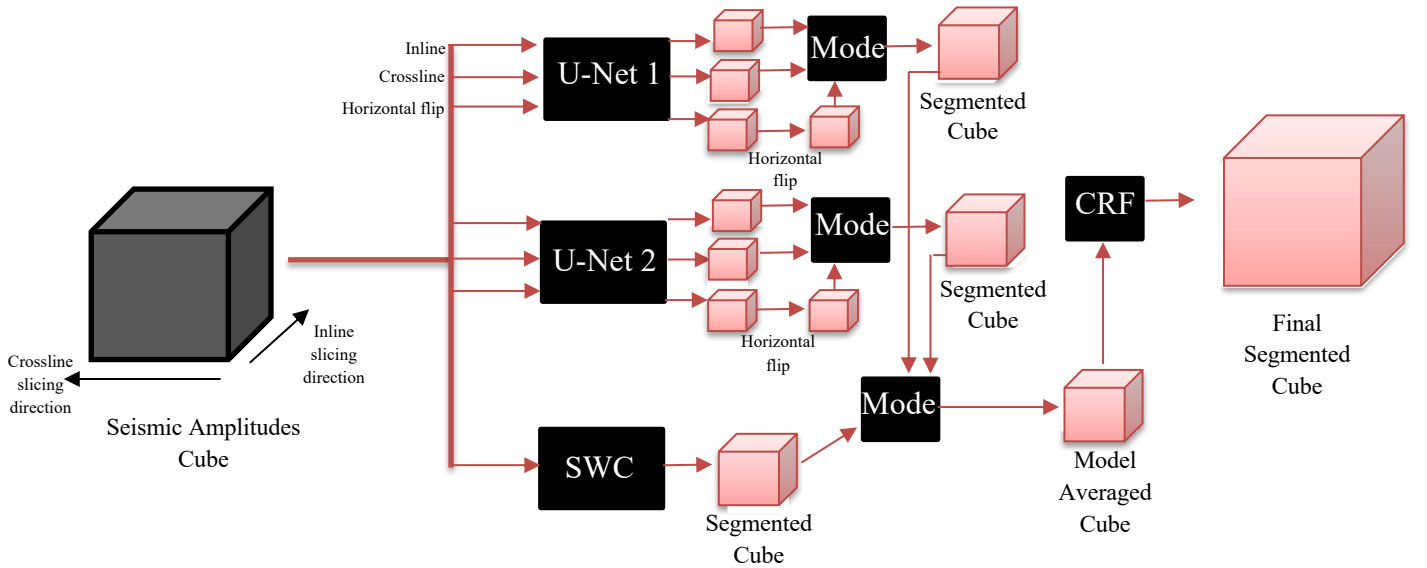 Inline
Crossline
Horizontal flip
U-Net 1
Mode
Segmented
Cube
Horizontal
flip
U-Net 2
Mode
Segmented
Cube
Horizontal
flip
Crossline
slicing
direction
Inline
slicing
direction
Seismic Amplitudes
Cube
SWC
Segmented
Cube
Mode
Model
Averaged
Cube
CRF
Final
Segmented
Cube